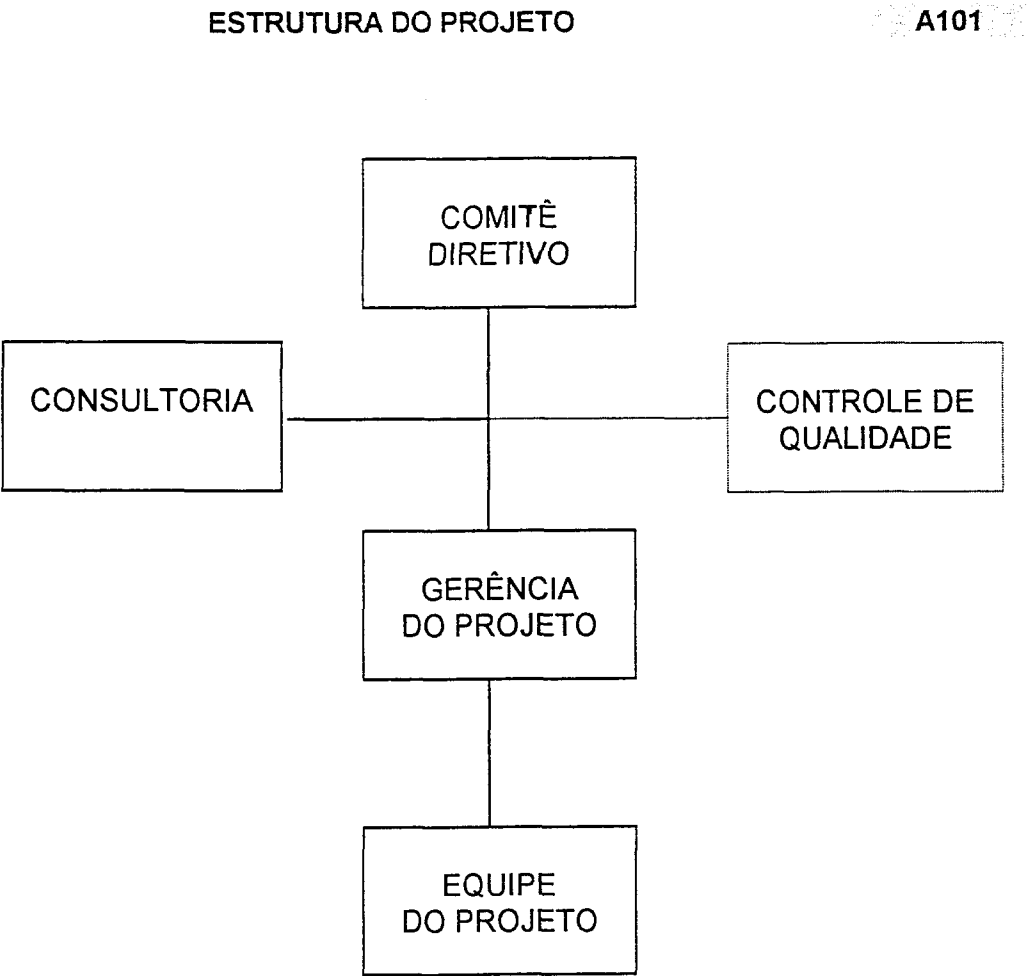 ESTRUTURA DO PROJETO A101
COMITÊ
DIRETIVO
CONSULTORIA
CONTROLE DE
QUALIDADE
GERÊNCIA
DO PROJETO
EQUIPE
DO PROJETO